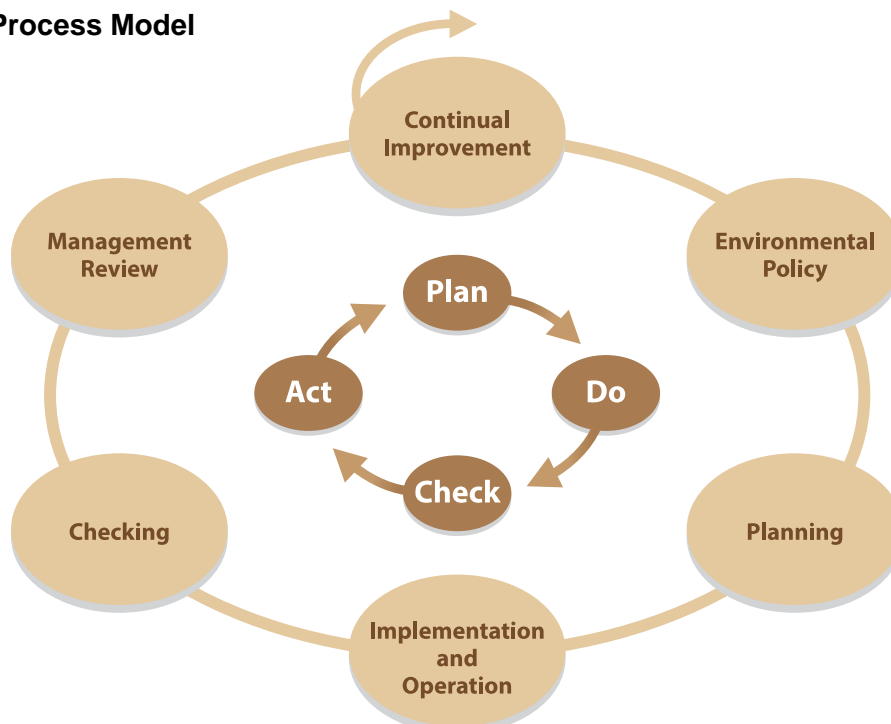 Process Model
Continual
Improvement
Management
Review
Environmental
Policy
Plan
Act
Do
Check
Checking
Planning
Implementation
and
Operation